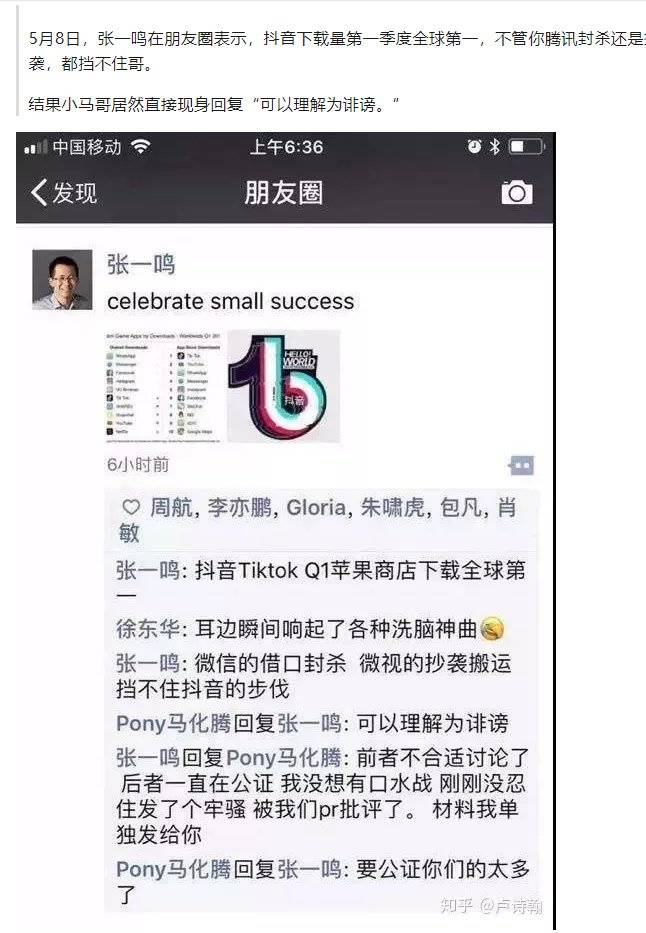 5月8日，张一鸣在朋友圈表示，抖音下载量第一季度全球第一，不管你腾讯封杀还是
袭，都挡不住哥。
结果小马哥居然直接现身回复“可以理解为诽谤。”
中国移动 上午6:36
发现 朋友圈
张一鸣
celebrate small success
HELLO!
WORLD
抖音
6小时前
周航, 李亦鹏, Gloria, 朱啸虎, 包凡, 肖
敏
张一鸣: 抖音Tiktok Q1苹果商店下载全球第
一
徐东华: 耳边瞬间响起了各种洗脑神曲
张一鸣: 微信的借口封杀 微视的抄袭搬运
挡不住抖音的步伐
Pony马化腾回复张一鸣: 可以理解为诽谤
张一鸣回复Pony马化腾: 前者不合适讨论了
后者一直在公证 我没想有口水战 刚刚没忍
住发了个牢骚 被我们pr批评了。 材料我单
独发给你
Pony马化腾回复张一鸣: 要公证你们的太多
了
知乎 @卢诗翰